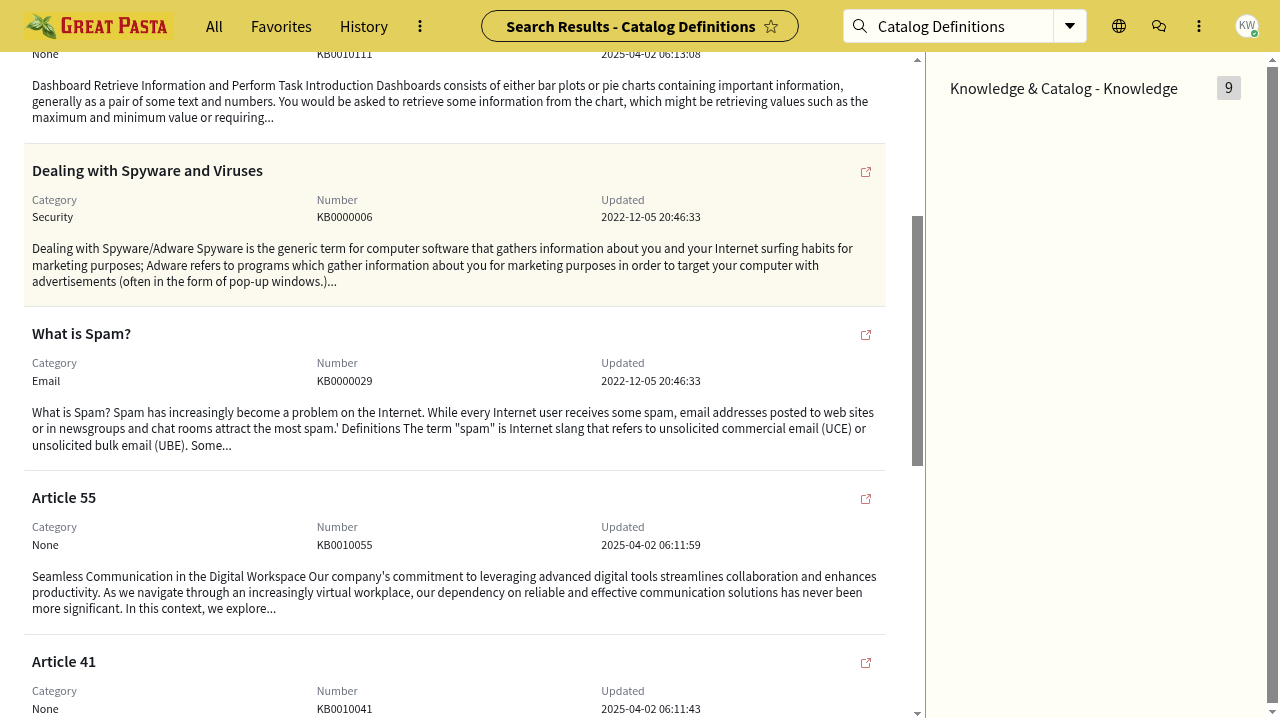 GREAT PASTA
All
Favorites
History
Search Results - Catalog Definitions
Catalog Definitions
KW
None
KB0010111
2025-04-02 06:13:08
Dashboard Retrieve Information and Perform Task Introduction Dashboards consists of either bar plots or pie charts containing important information,
generally as a pair of some text and numbers. You would be asked to retrieve some information from the chart, which might be retrieving values such as the
maximum and minimum value or requiring...
Dealing with Spyware and Viruses
Category
Number
Updated
Security
KB0000006
2022-12-05 20:46:33
Dealing with Spyware/Adware Spyware is the generic term for computer software that gathers information about you and your Internet surfing habits for
marketing purposes; Adware refers to programs which gather information about you for marketing purposes in order to target your computer with
advertisements (often in the form of pop-up windows.)...
What is Spam?
Category
Number
Updated
Email
KB0000029
2022-12-05 20:46:33
What is Spam? Spam has increasingly become a problem on the Internet. While every Internet user receives some spam, email addresses posted to web sites
or in newsgroups and chat rooms attract the most spam.' Definitions The term "spam" is Internet slang that refers to unsolicited commercial email (UCE) or
unsolicited bulk email (UBE). Some...
Article 55
Category
Number
Updated
None
KB0010055
2025-04-02 06:11:59
Seamless Communication in the Digital Workspace Our company's commitment to leveraging advanced digital tools streamlines collaboration and enhances
productivity. As we navigate through an increasingly virtual workplace, our dependency on reliable and effective communication solutions has never been
more significant. In this context, we explore...
Article 41
Category
Number
Updated
None
KB0010041
2025-04-02 06:11:43
Knowledge & Catalog - Knowledge
9